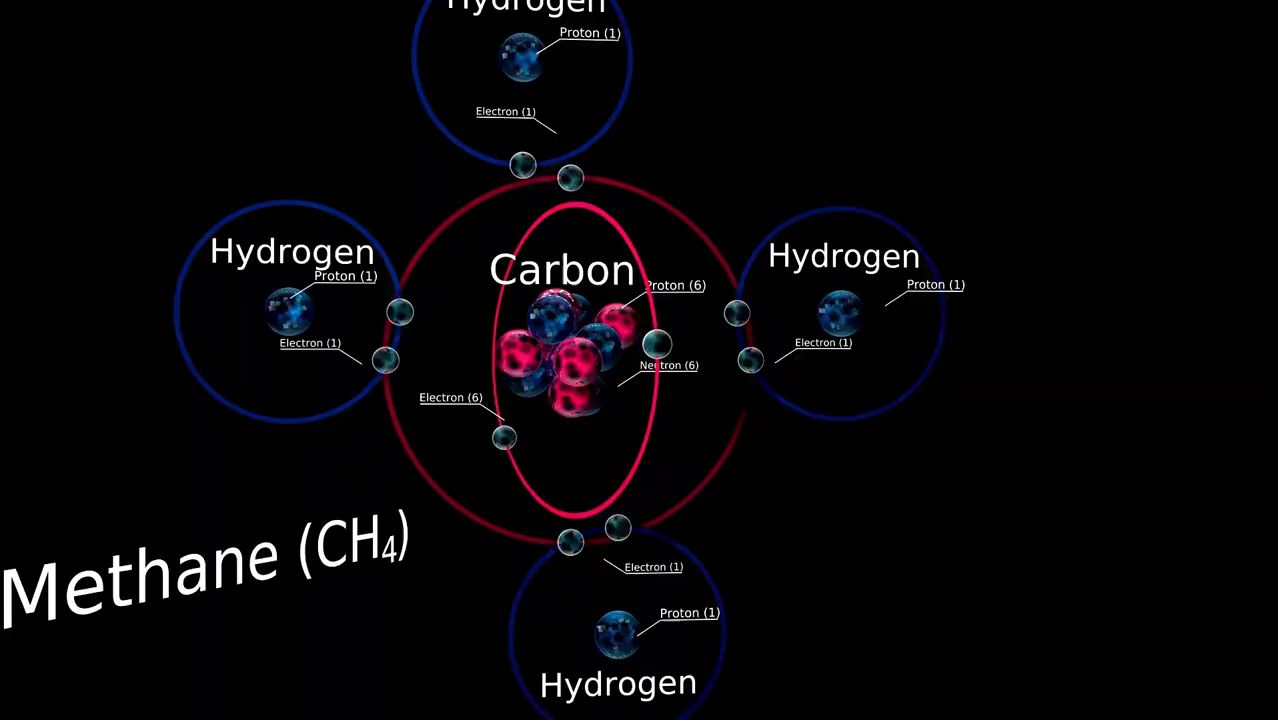 Hydrogen
Proton (1)
Electron (1)
Hydrogen
Proton (1)
Electron (1)
Carbon
Proton (6)
Neutron (6)
Electron (6)
Hydrogen
Proton (1)
Electron (1)
Methane (CH₄)
Electron (1)
Proton (1)
Hydrogen